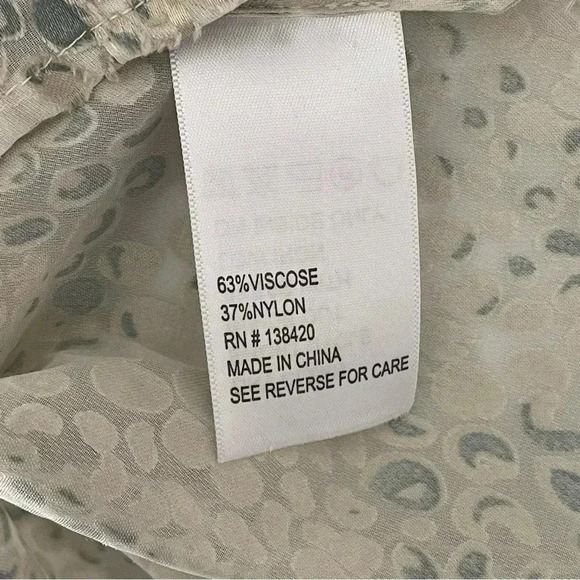 63%VISCOSE
37%NYLON
RN # 138420
MADE IN CHINA
SEE REVERSE FOR CARE